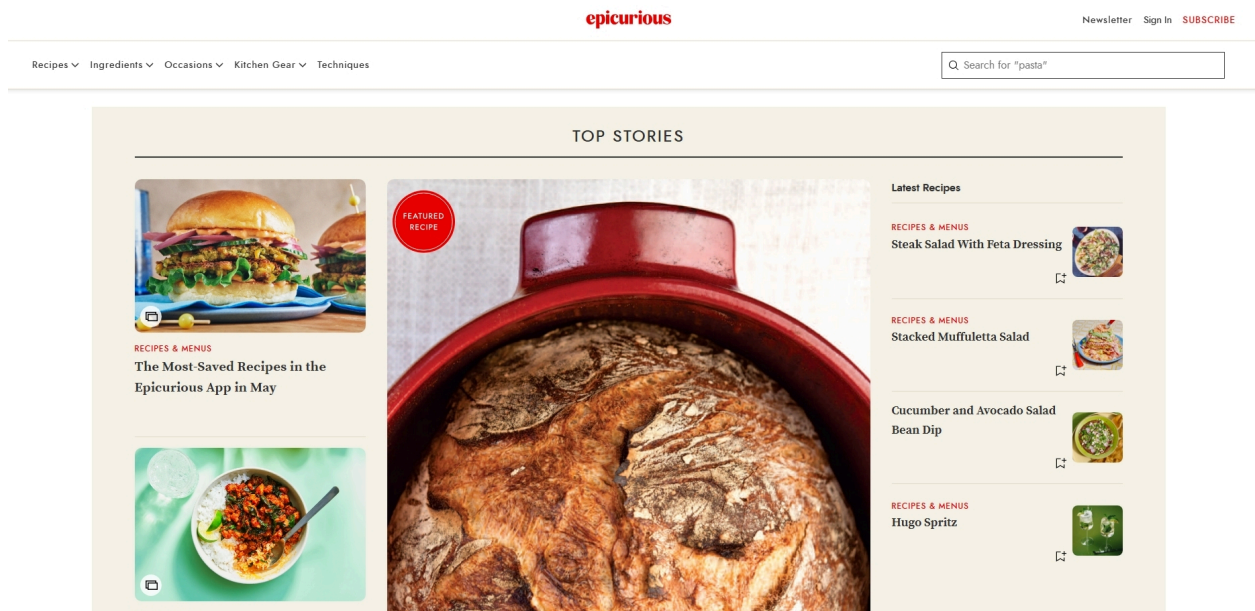 epicurious
Newsletter Sign In SUBSCRIBE
Recipes Ingredients Occasions Kitchen Gear Techniques
Search for "pasta"
TOP STORIES
RECIPES & MENUS
The Most-Saved Recipes in the
Epicurious App in May
FEATURED
RECIPE
Latest Recipes
RECIPES & MENUS
Steak Salad With Feta Dressing
RECIPES & MENUS
Stacked Muffuletta Salad
Cucumber and Avocado Salad
Bean Dip
RECIPES & MENUS
Hugo Spritz